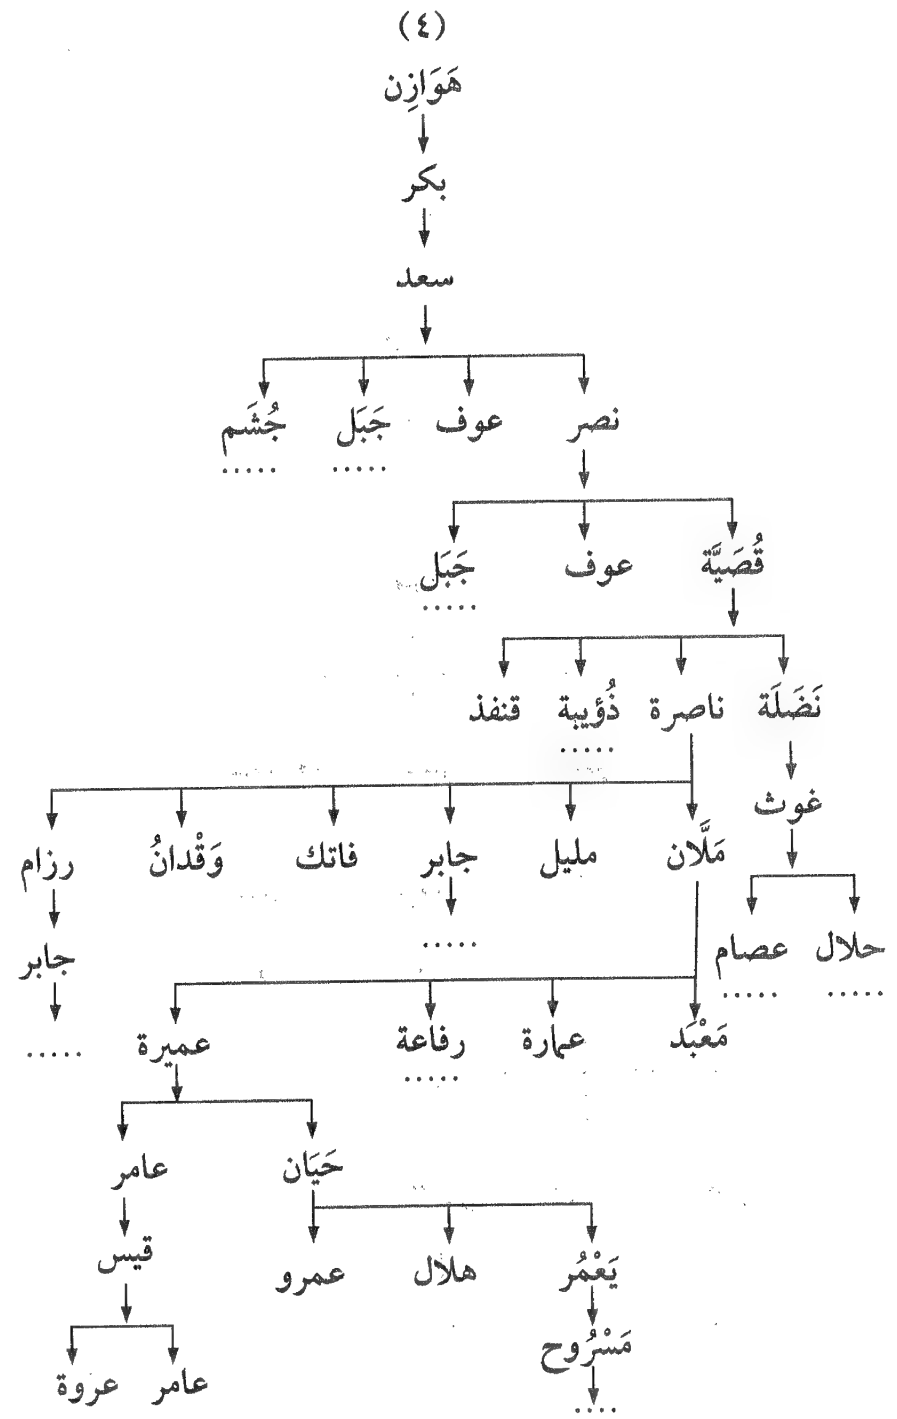 (٤)
هَوَازِن
بكر
سعد
نصر عوف جَبَل جُشَم
..... .....
قُصَيَّة عوف جَبَل
.....
نَضَلَة ناصرة ذُؤيبة قنفذ
.....
غوث
مَلَّان مليل جابر فاتك وَقْدانُ رزام
.....
حلال عصام جابر
..... .....
مَعْبَد عمارة رفاعة عميرة .....
.....
حَيَان عامر
قيس
يَعْمُر هلال عمرو
مَسْرُوح
عامر عروة
....